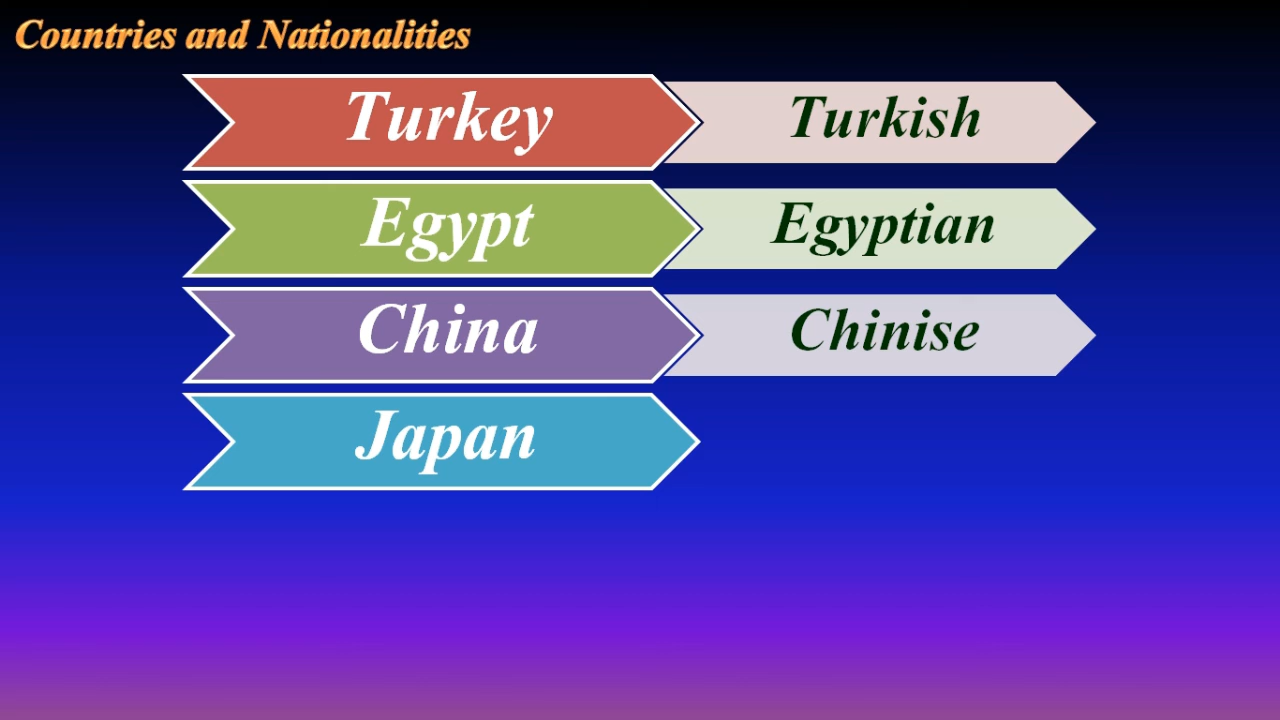 Countries and Nationalities
Turkey Turkish
Egypt Egyptian
China Chinise
Japan